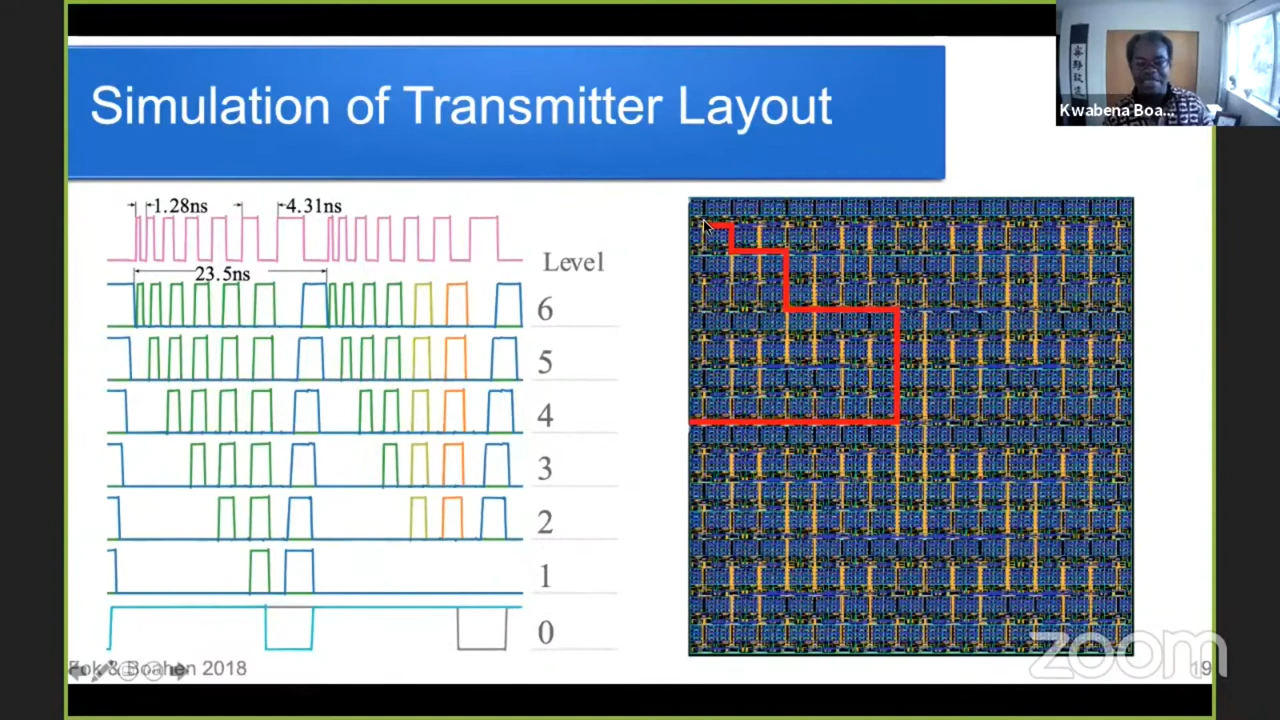 Simulation of Transmitter Layout
Kwabena Boa...
1.28ns
4.31ns
23.5ns
Level
6
5
4
3
2
1
0
Fok & Boahen 2018
zoom
19